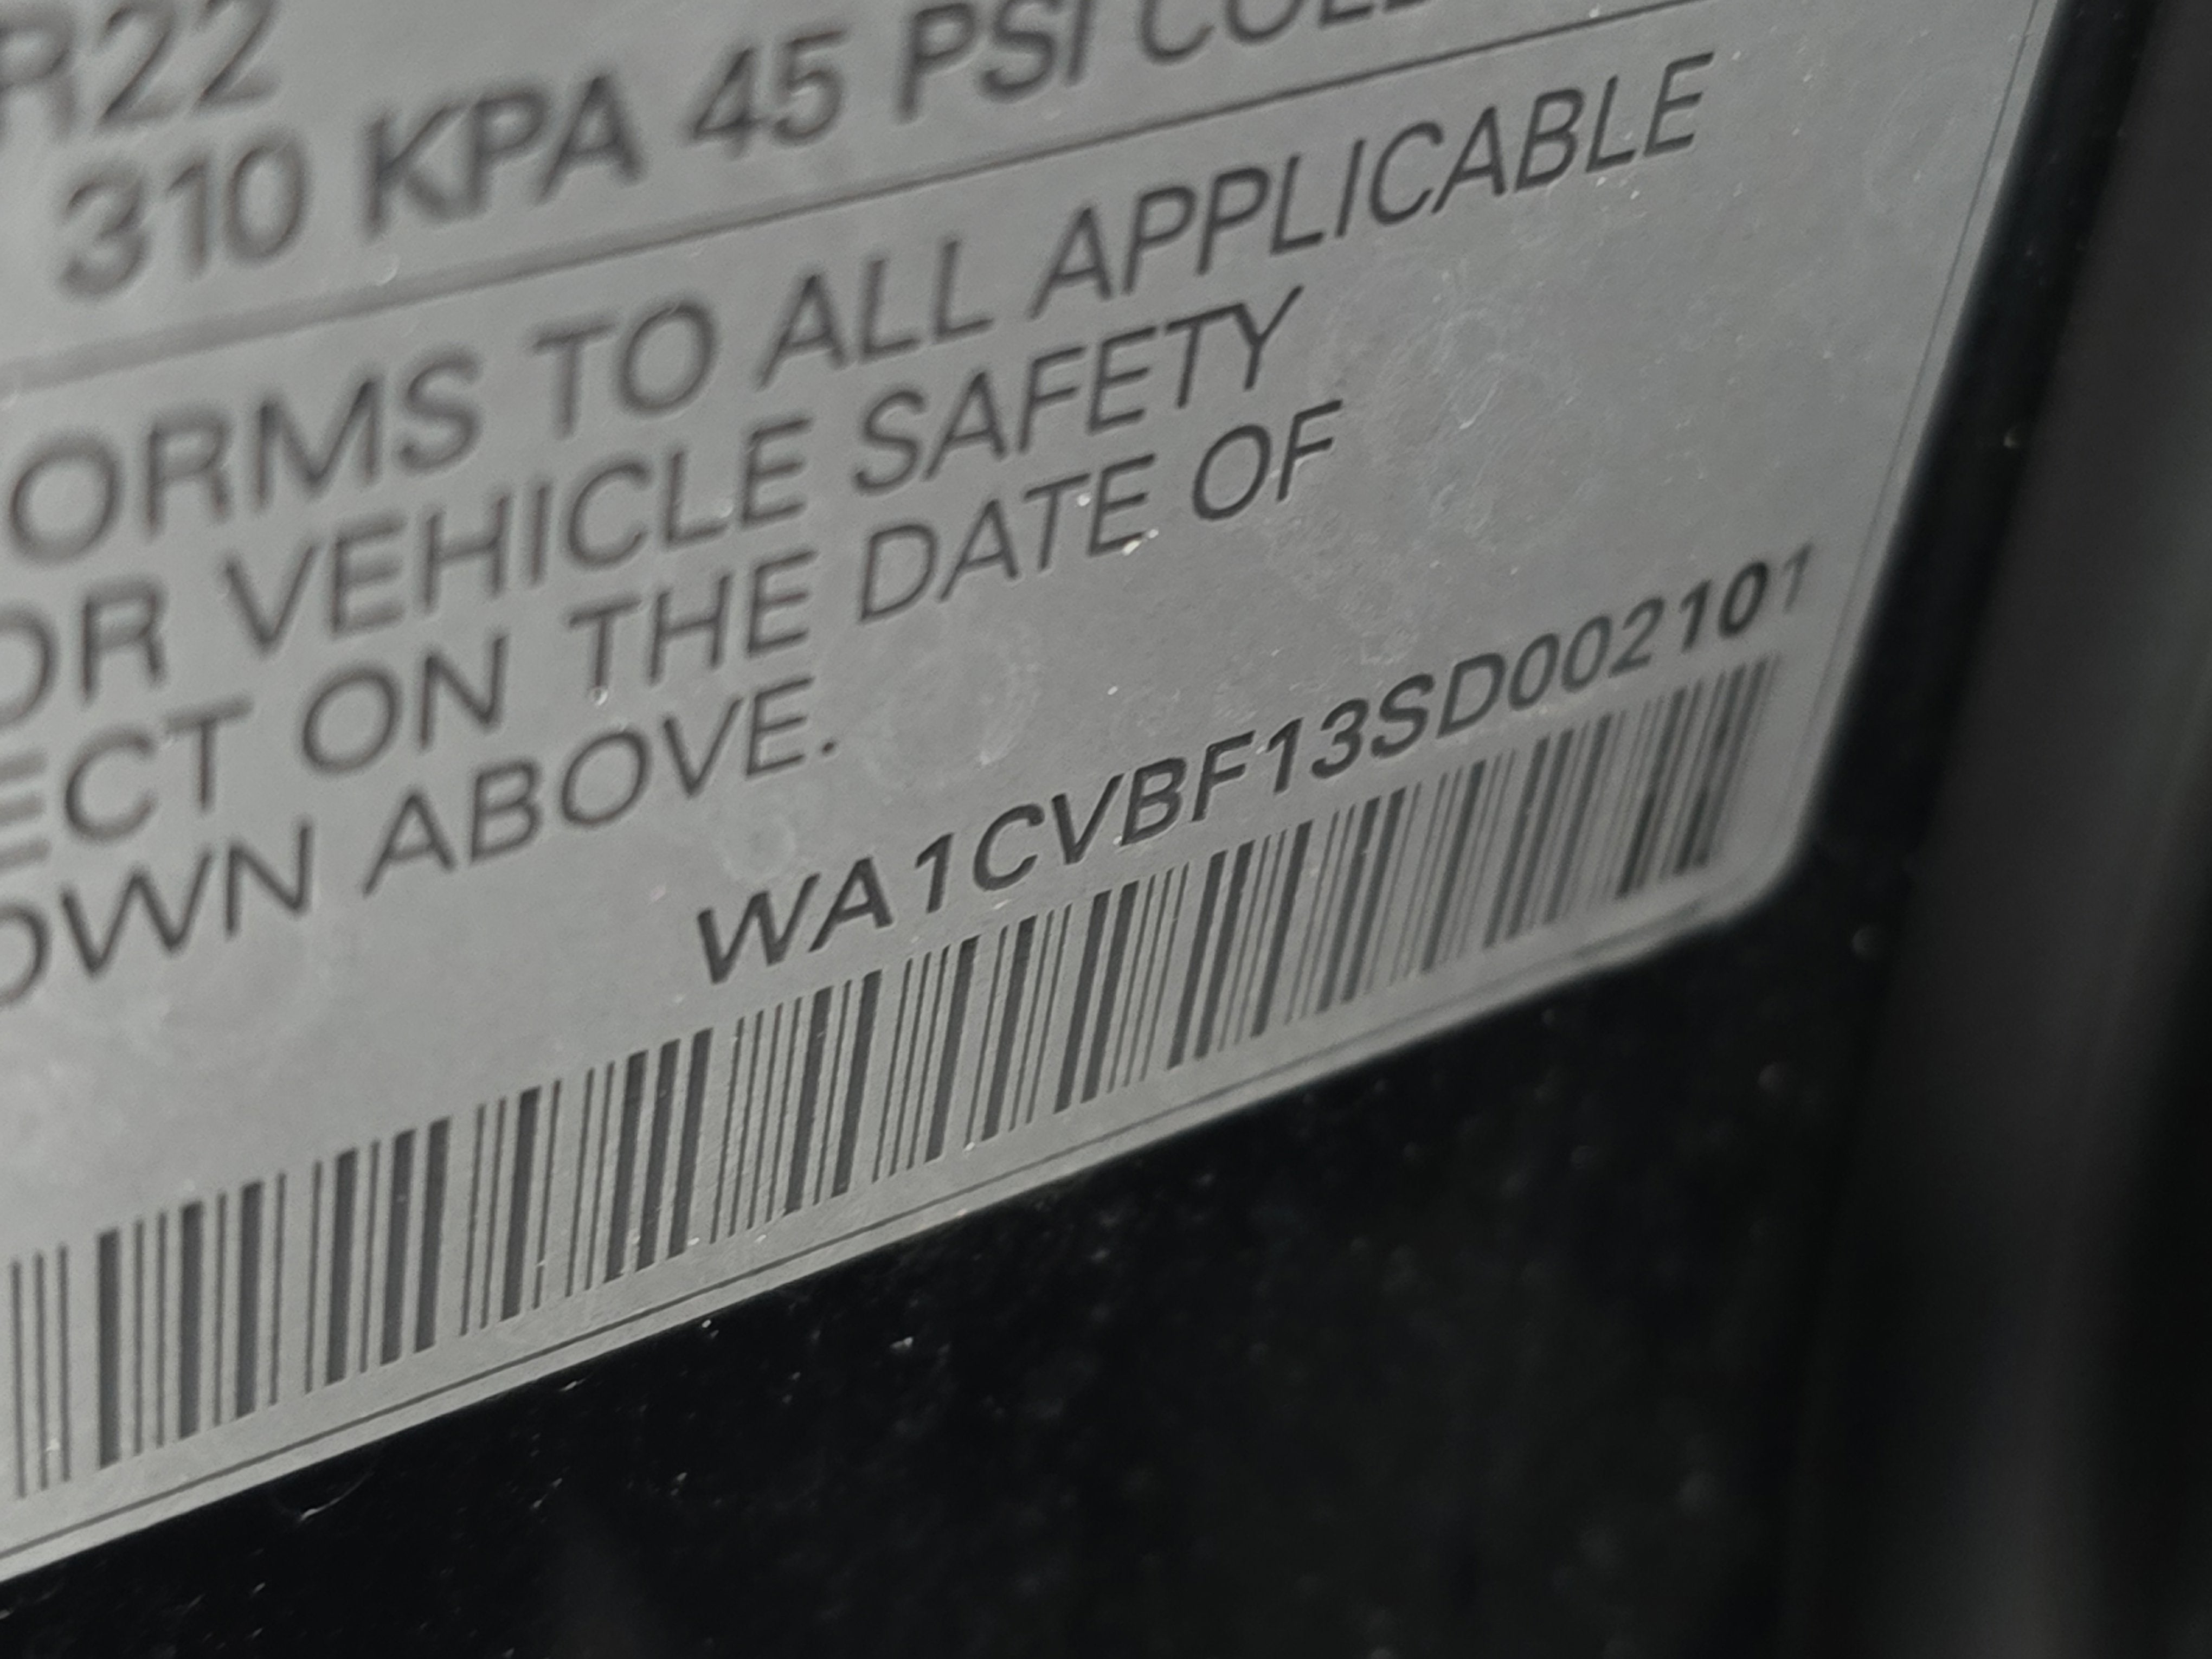 R22
310 KPA 45 PSI COLD
ORMS TO ALL APPLICABLE
OR VEHICLE SAFETY
ECT ON THE DATE OF
OWN ABOVE.
WA1CVBF13SD002101